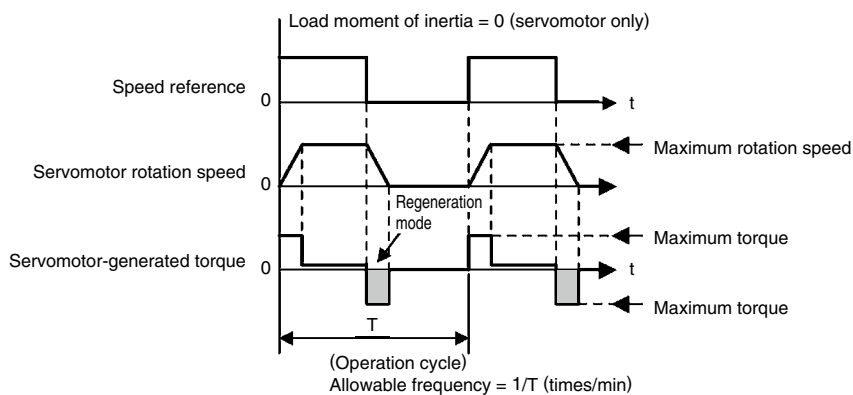 Load moment of inertia = 0 (servomotor only)
Speed reference
0
t
Maximum rotation speed
Servomotor rotation speed
0
Regeneration
mode
Maximum torque
Servomotor-generated torque
0
t
Maximum torque
T
(Operation cycle)
Allowable frequency = 1/T (times/min)